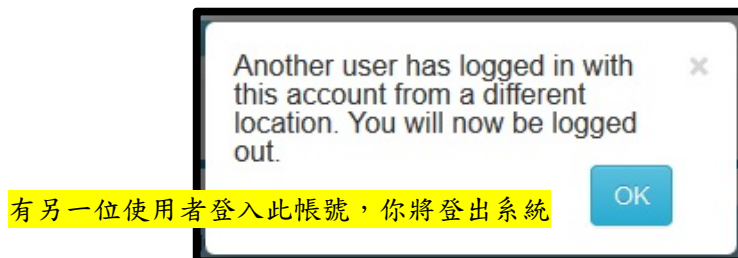 Another user has logged in with
this account from a different
location. You will now be logged
out.
OK
有另一位使用者登入此帳號，你將登出系統